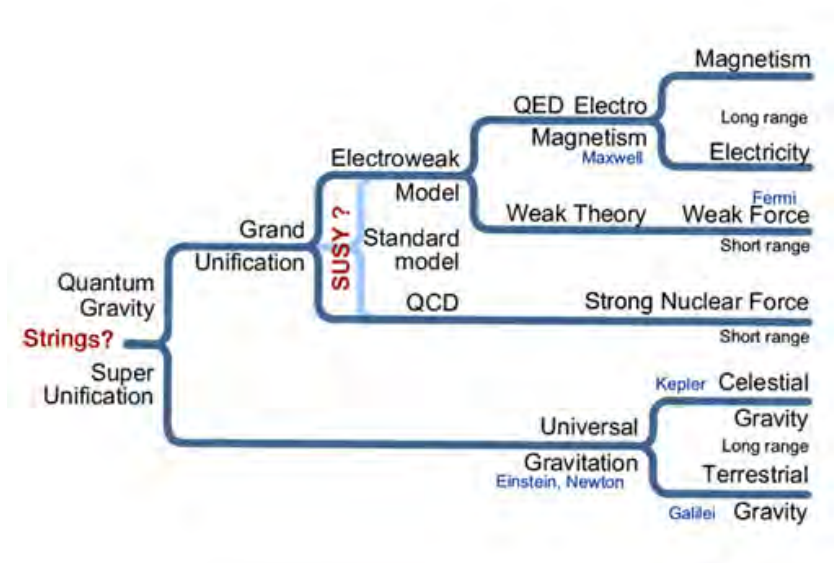 Magnetism
QED Electro
Long range
Magnetism
Maxwell
Electricity
Electroweak
Model
Fermi
Weak Theory
Weak Force
Short range
Grand
Unification
SUSY ?
Standard
model
Quantum
Gravity
QCD
Strong Nuclear Force
Short range
Strings?
Super
Unification
Kepler
Celestial
Gravity
Universal
Long range
Gravitation
Einstein, Newton
Terrestrial
Galilei
Gravity